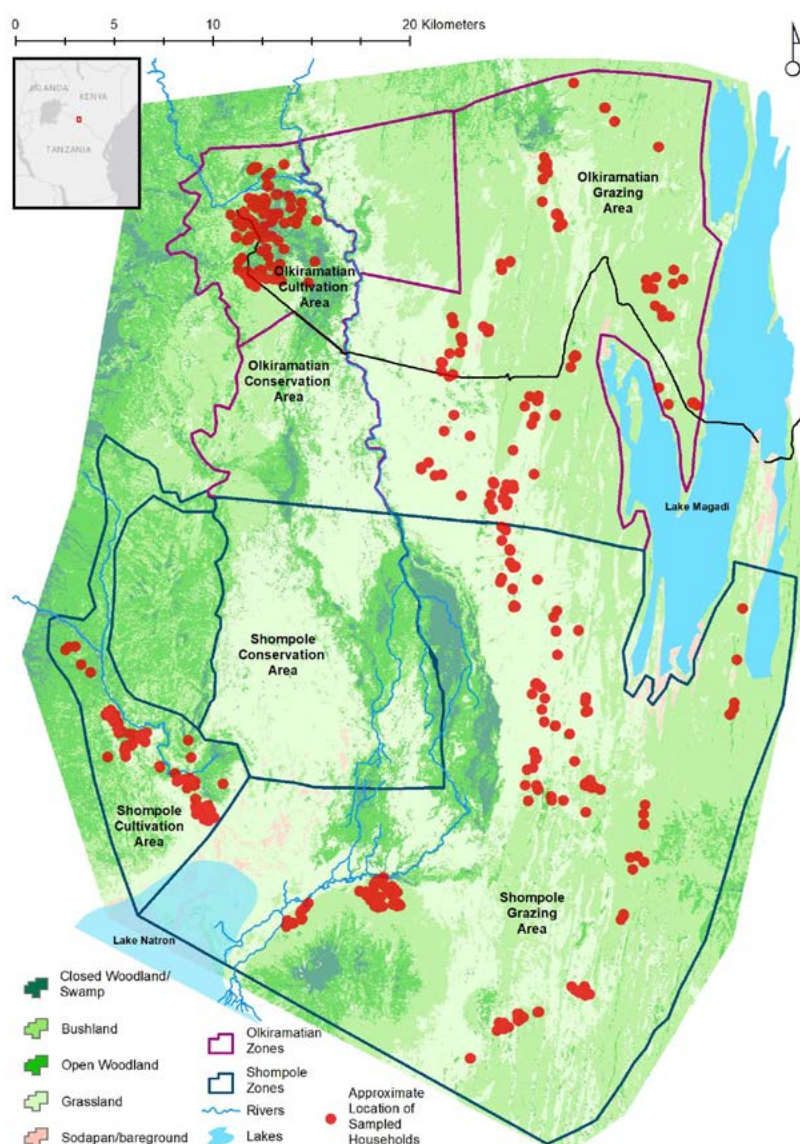 0 5 10 20 Kilometers
UGANDA
KENYA
TANZANIA
Olkiramatian
Grazing
Area
Olkiramatian
Cultivation
Area
Olkiramatian
Conservation
Area
Lake Magadi
Shompole
Conservation
Area
Shompole
Cultivation
Area
Shompole
Grazing
Area
Lake Natron
Closed Woodland/
Swamp
Bushland
Open Woodland
Grassland
Sodapan/bareground
Olkiramatian
Zones
Shompole
Zones
Rivers
Lakes
Approximate
Location of
Sampled
Households